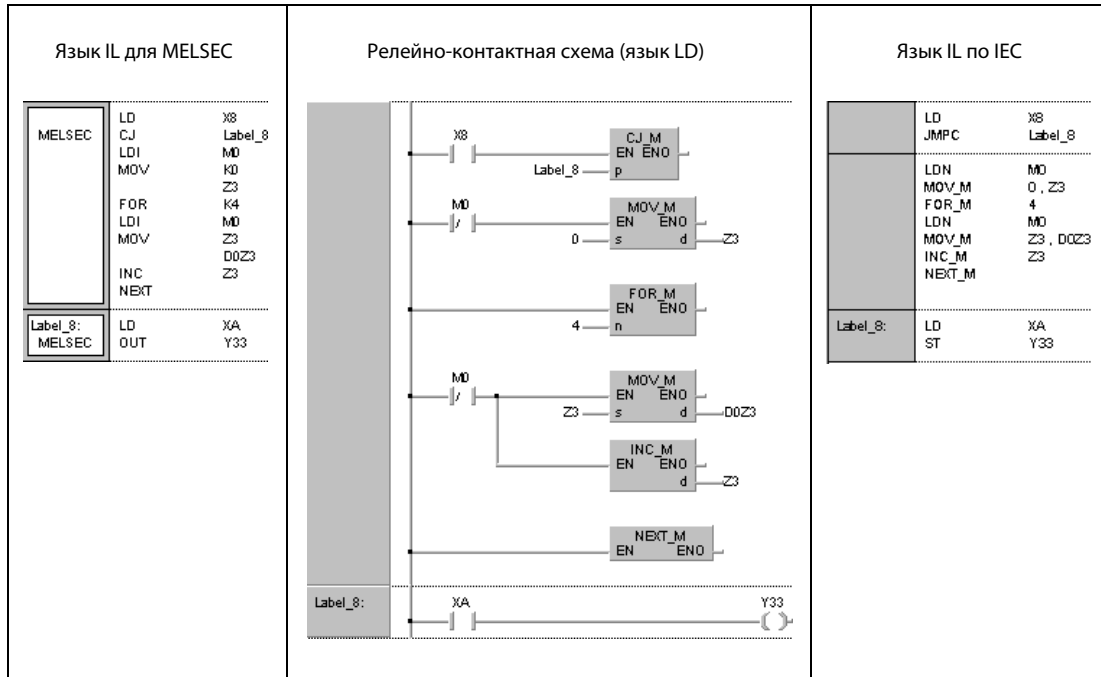 Язык IL для MELSEC
MELSEC
LD X8
CJ Label_8
LDI M0
MOV K0
Z3
FOR K4
LDI M0
MOV Z3
D0Z3
INC Z3
NEXT
Label_8:
MELSEC
LD XA
OUT Y33
Релейно-контактная схема (язык LD)
X8
CJ_M
EN ENO
Label_8 p
M0
MOV_M
EN ENO
0 s d Z3
FOR_M
EN ENO
4 n
M0
MOV_M
EN ENO
Z3 s d D0Z3
INC_M
EN ENO
d Z3
NEXT_M
EN ENO
Label_8:
XA Y33
Язык IL по IEC
LD X8
JMPC Label_8
LDN M0
MOV_M 0 , Z3
FOR_M 4
LDN M0
MOV_M Z3 , D0Z3
INC_M Z3
NEXT_M
Label_8:
LD XA
ST Y33